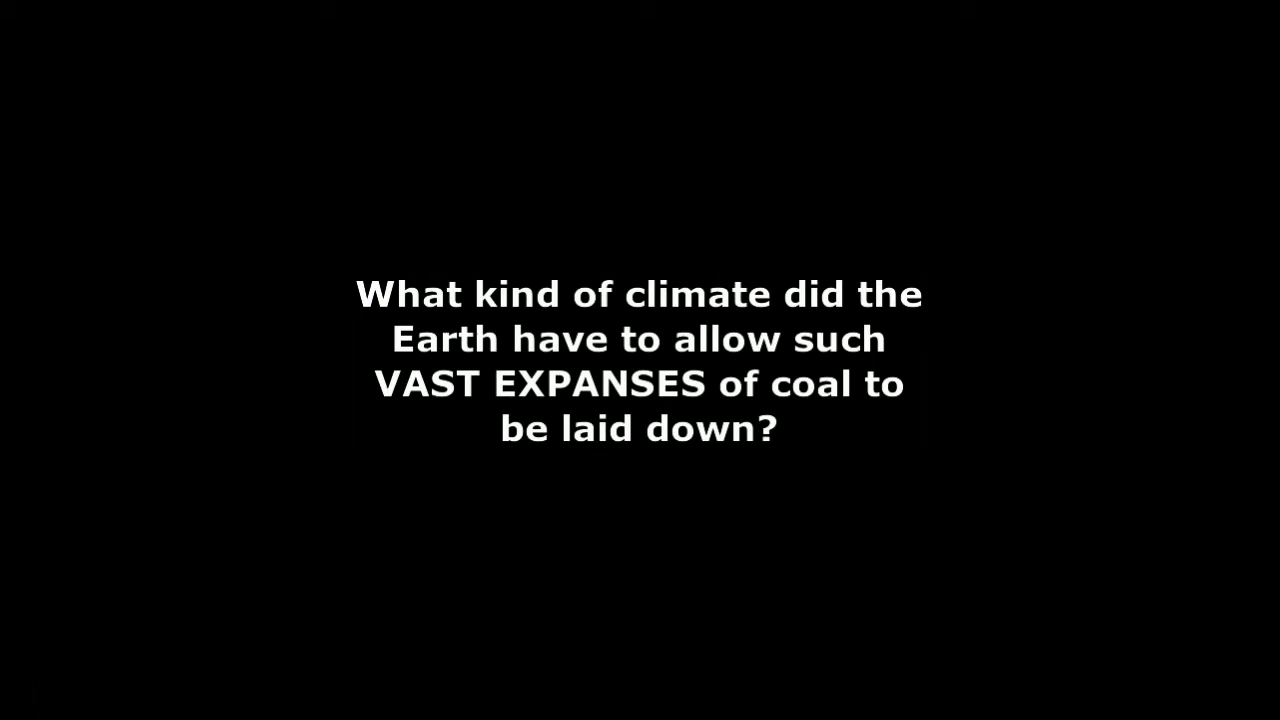 What kind of climate did the
Earth have to allow such
VAST EXPANSES of coal to
be laid down?